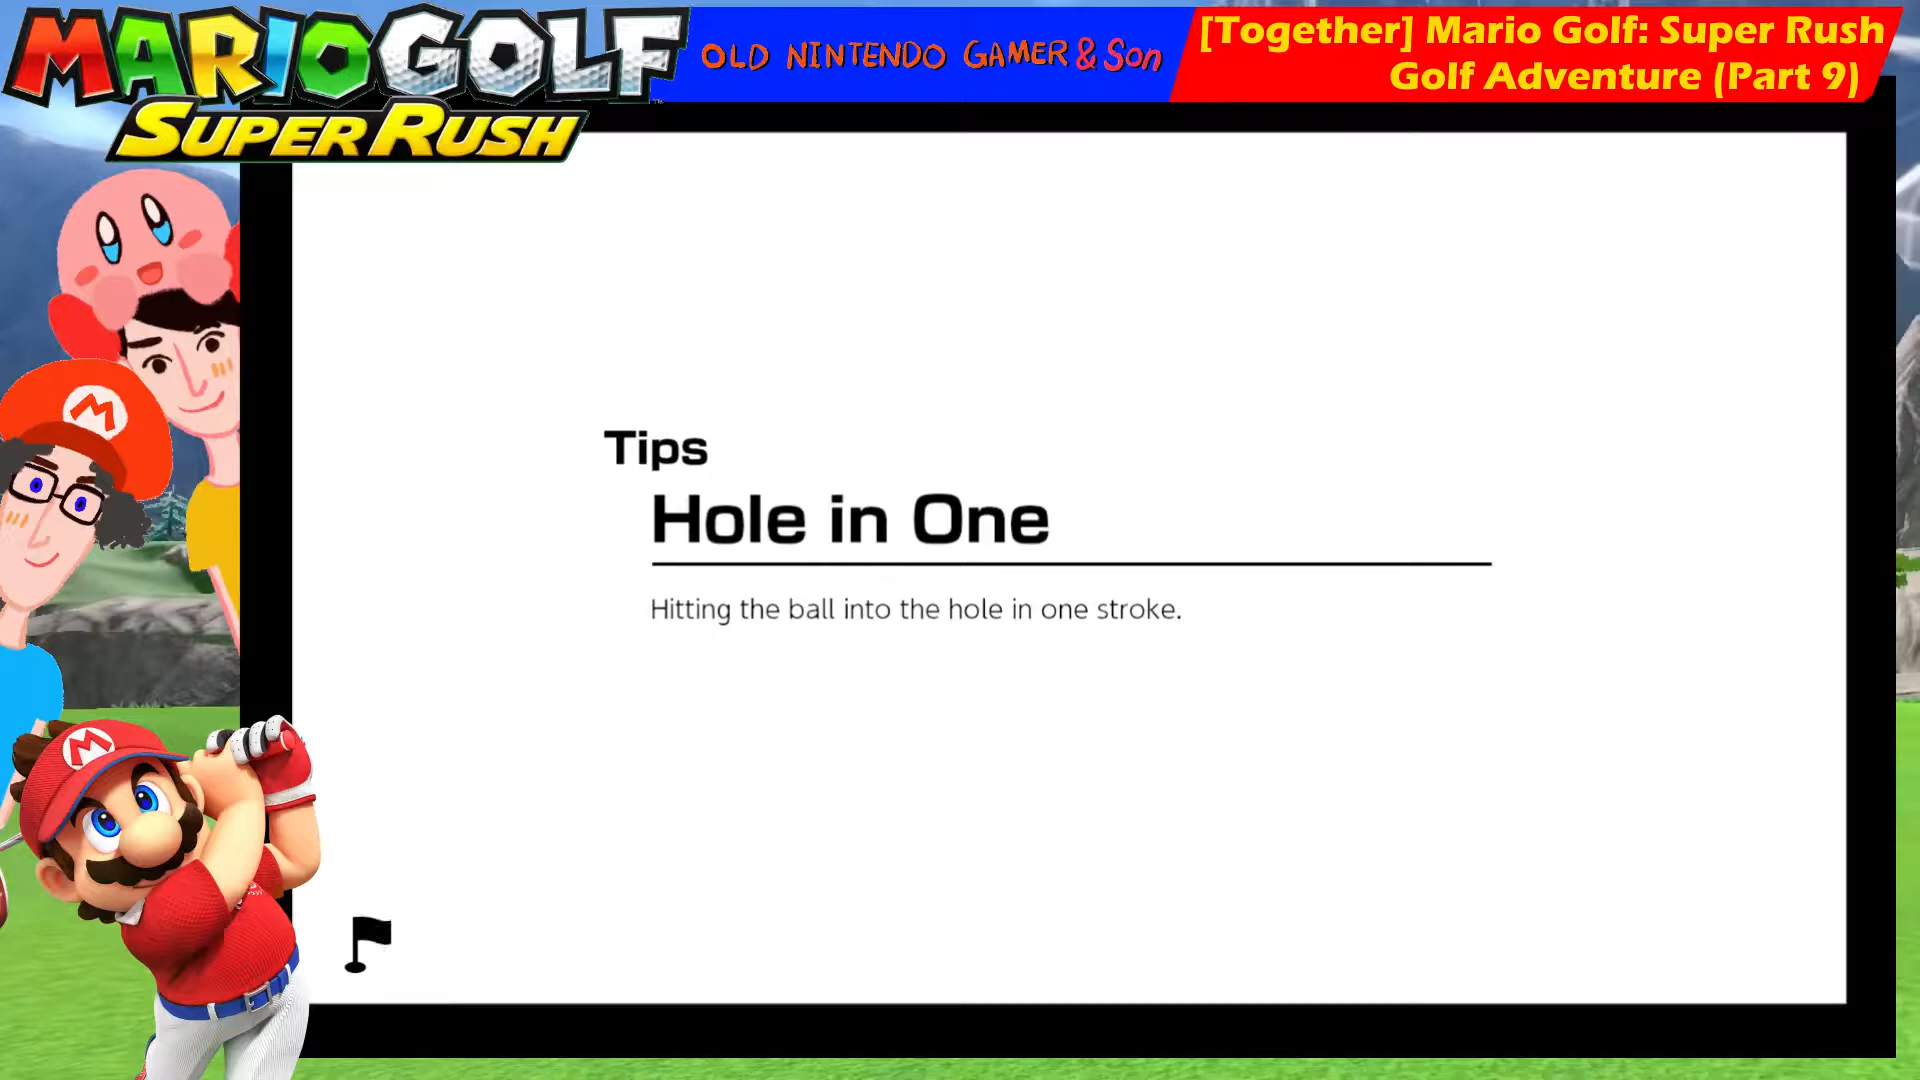 MARIO GOLF
SUPER RUSH
OLD NINTENDO GAMER & Son
[Together] Mario Golf: Super Rush
Golf Adventure (Part 9)
Tips
Hole in One
Hitting the ball into the hole in one stroke.
M
M